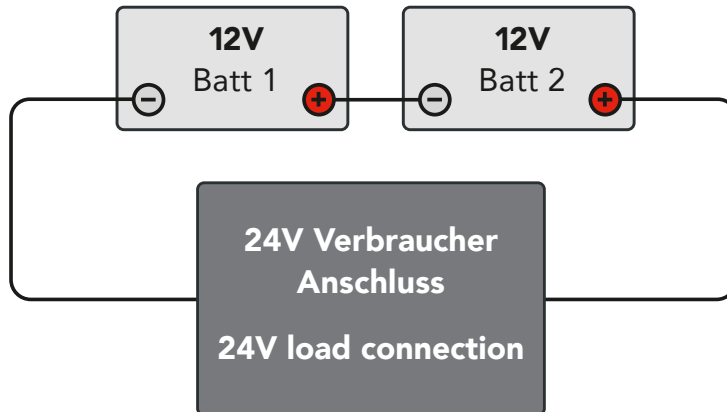 12V
Batt 1
12V
Batt 2
24V Verbraucher
Anschluss
24V load connection